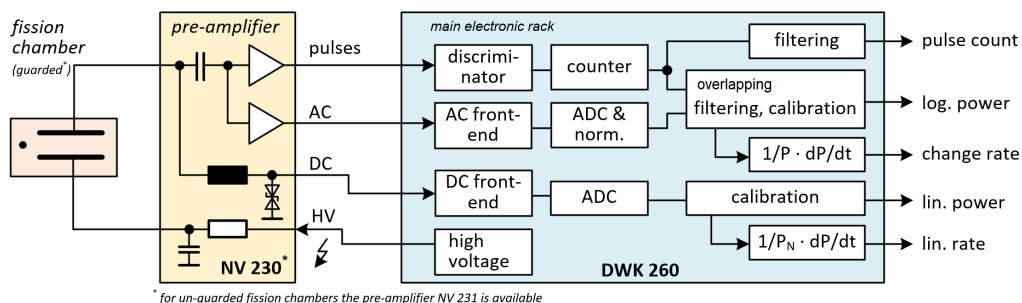 fission
chamber
(guarded*)
pre-amplifier
pulses
AC
DC
HV
NV 230*
main electronic rack
discrimi-
nator
counter
AC front-
end
ADC &
norm.
DC front-
end
ADC
high
voltage
filtering
overlapping
filtering, calibration
1/P · dP/dt
calibration
1/PN · dP/dt
DWK 260
pulse count
log. power
change rate
lin. power
lin. rate
* for un-guarded fission chambers the pre-amplifier NV 231 is available